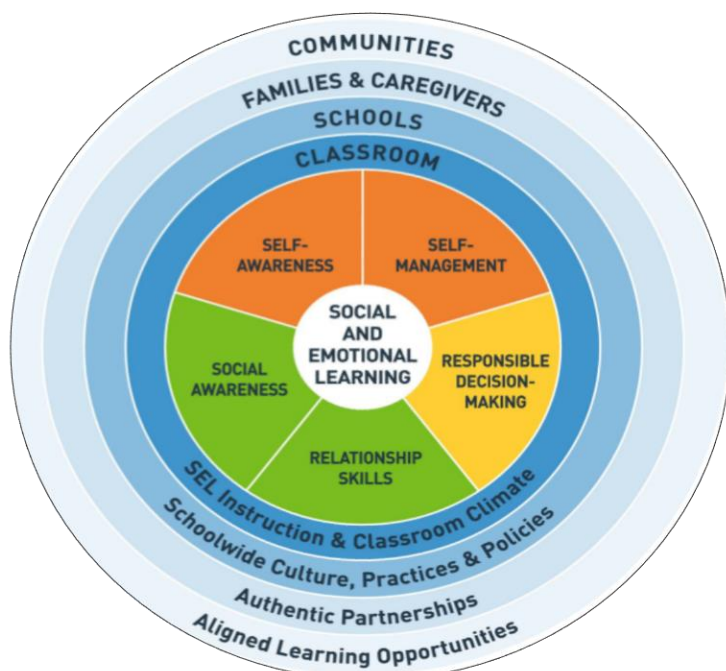 COMMUNITIES
FAMILIES & CAREGIVERS
SCHOOLS
CLASSROOM
SELF-
AWARENESS
SELF-
MANAGEMENT
SOCIAL
AND
EMOTIONAL
LEARNING
SOCIAL
AWARENESS
RESPONSIBLE
DECISION-
MAKING
RELATIONSHIP
SKILLS
SEL Instruction & Classroom Climate
Schoolwide Culture, Practices & Policies
Authentic Partnerships
Aligned Learning Opportunities